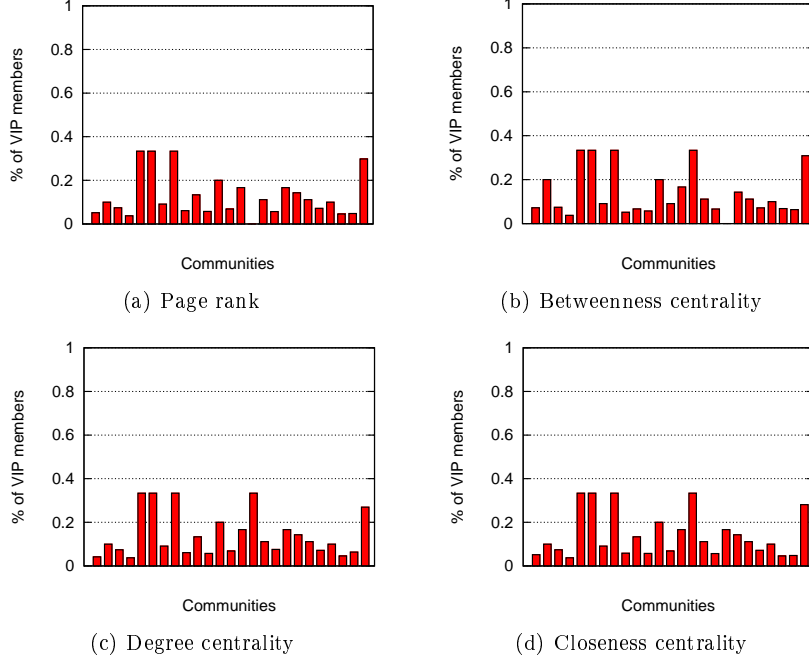 1
0.8
0.6
0.4
0.2
0
% of VIP members
Communities
(a) Page rank
1
0.8
0.6
0.4
0.2
0
% of VIP members
Communities
(b) Betweenness centrality
1
0.8
0.6
0.4
0.2
0
% of VIP members
Communities
(c) Degree centrality
1
0.8
0.6
0.4
0.2
0
% of VIP members
Communities
(d) Closeness centrality